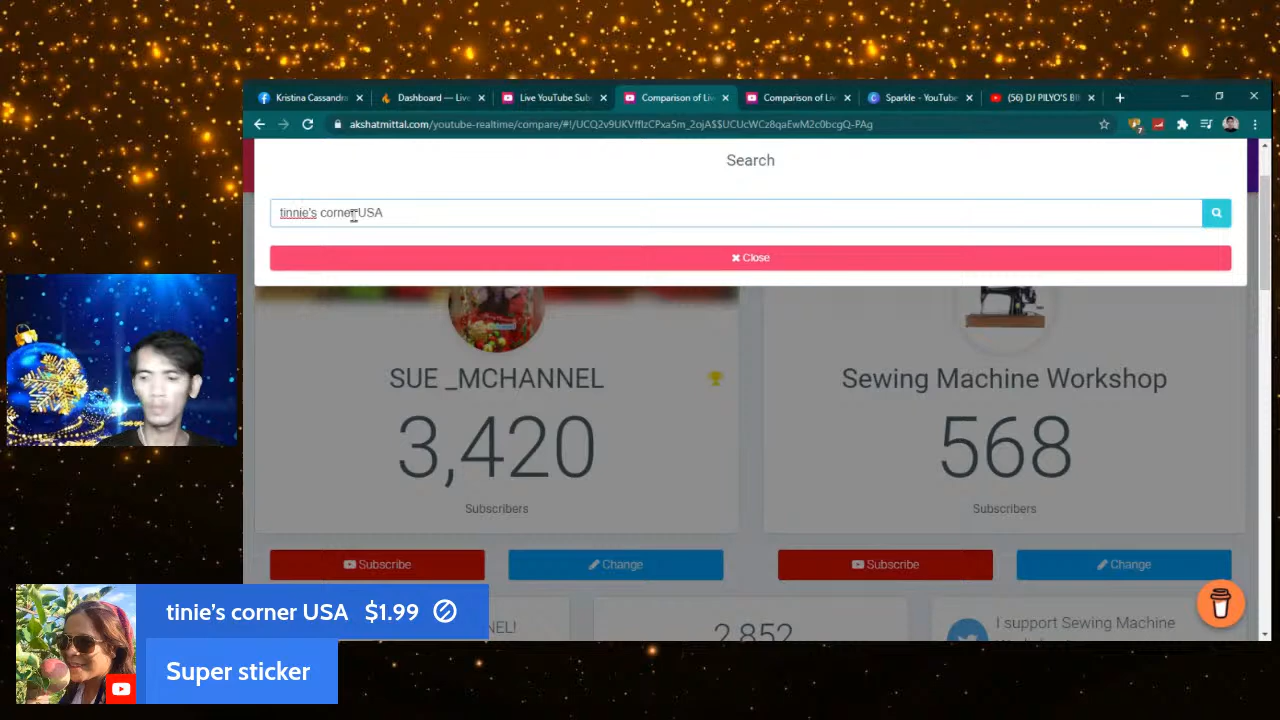 Kristina Cassandra
Dashboard — Live
Live YouTube Sub
Comparison of Liv
Comparison of Liv
Sparkle - YouTube
(56) DJ PILYO'S B
akshatmittal.com/youtube-realtime/compare/#!/UCQ2v9UKVfflzCPxa5m_2ojA$$UCUcWCz8qaEwM2c0bcgQ-PAg
7
Search
tinnie's corner USA
Close
SUE _MCHANNEL
3,420
Subscribers
Sewing Machine Workshop
568
Subscribers
Subscribe
Change
Subscribe
Change
NEL!
2,852
I support Sewing Machine
tinie's corner USA $1.99
Super sticker